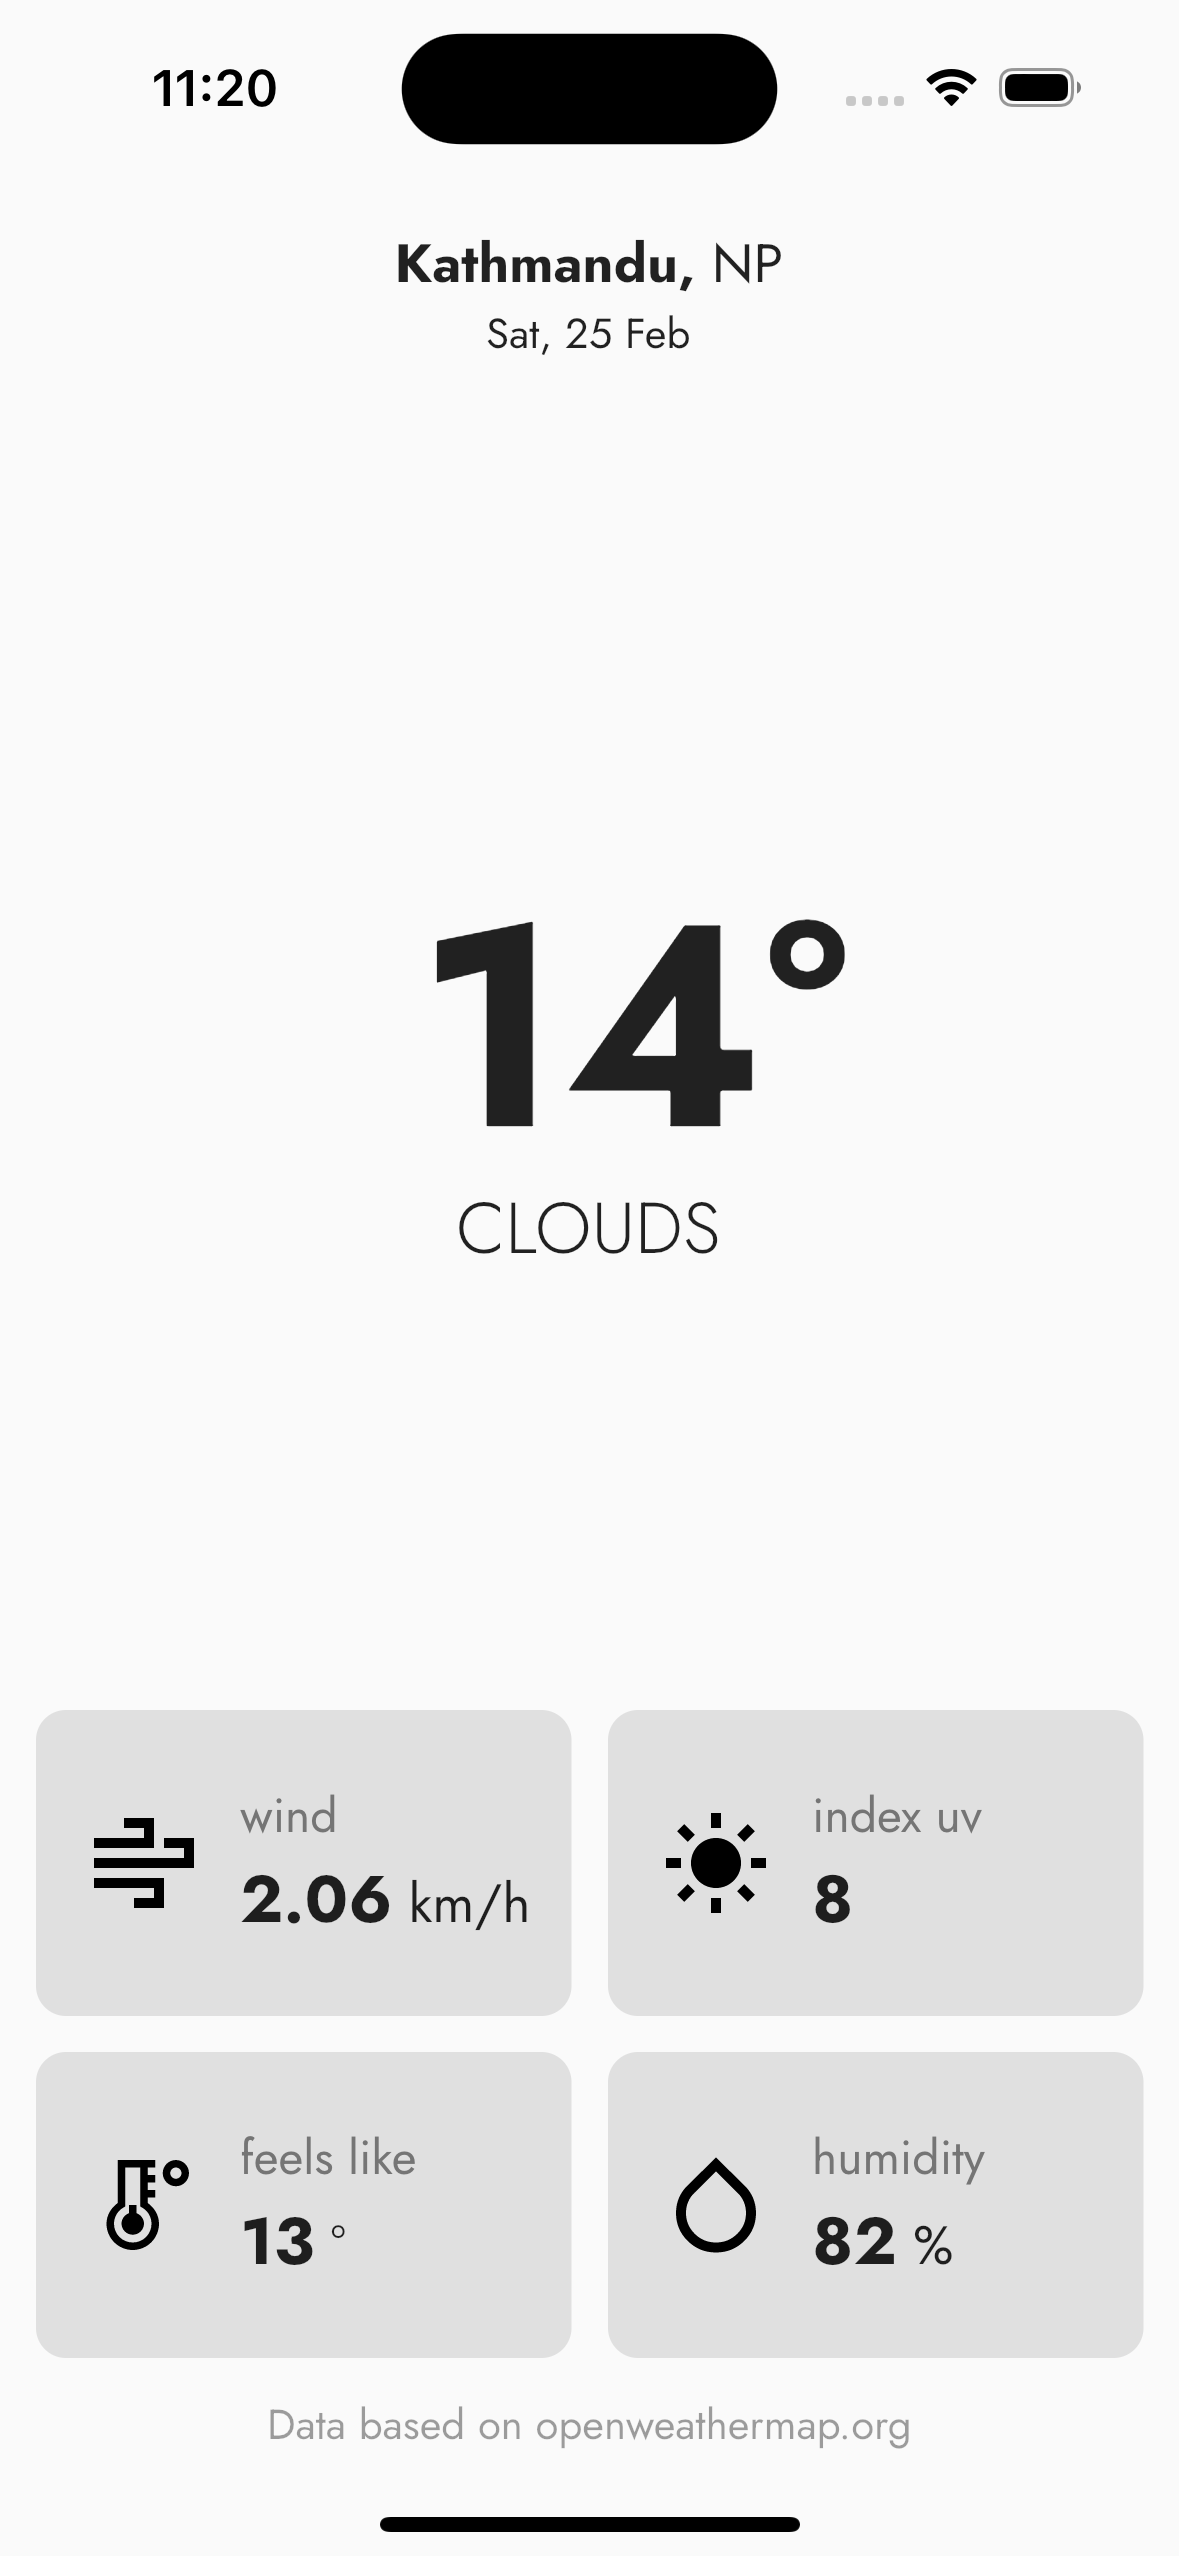 11:20
Kathmandu, NP
Sat, 25 Feb
14°
CLOUDS
wind
2.06 km/h
index uv
8
feels like
13 °
humidity
82 %
Data based on openweathermap.org